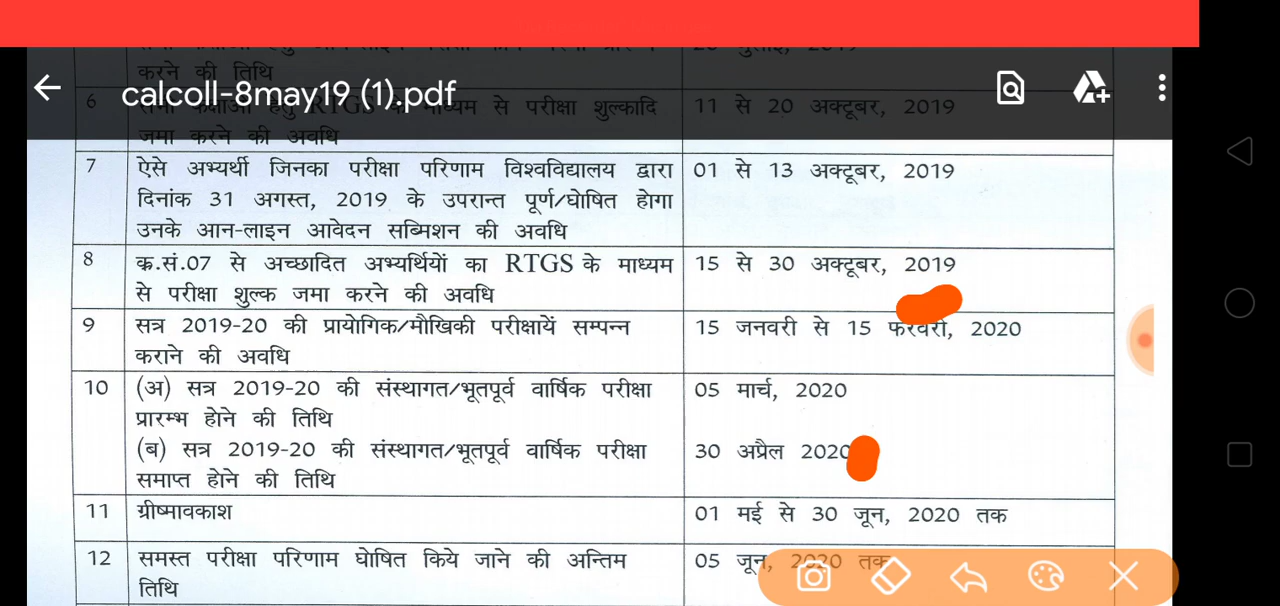 करने की तिथि
calcoll-8may19 (1).pdf
6 सभी कक्षाओं हेतु RTGS के माध्यम से परीक्षा शुल्कादि 11 से 20 अक्टूबर, 2019
जमा करने की अवधि
7 ऐसे अभ्यर्थी जिनका परीक्षा परिणाम विश्वविद्यालय द्वारा 01 से 13 अक्टूबर, 2019
दिनांक 31 अगस्त, 2019 के उपरान्त पूर्ण/घोषित होगा
उनके आन-लाइन आवेदन सब्मिशन की अवधि
8 क्र.सं.07 से अच्छादित अभ्यर्थियों का RTGS के माध्यम 15 से 30 अक्टूबर, 2019
से परीक्षा शुल्क जमा करने की अवधि
9 सत्र 2019-20 की प्रायोगिक/मौखिकी परीक्षायें सम्पन्न 15 जनवरी से 15 फरवरी, 2020
कराने की अवधि
10 (अ) सत्र 2019-20 की संस्थागत/भूतपूर्व वार्षिक परीक्षा 05 मार्च, 2020
प्रारम्भ होने की तिथि
(ब) सत्र 2019-20 की संस्थागत/भूतपूर्व वार्षिक परीक्षा 30 अप्रैल 2020
समाप्त होने की तिथि
11 ग्रीष्मावकाश 01 मई से 30 जून, 2020 तक
12 समस्त परीक्षा परिणाम घोषित किये जाने की अन्तिम 05 जून, 2020 तक
तिथि